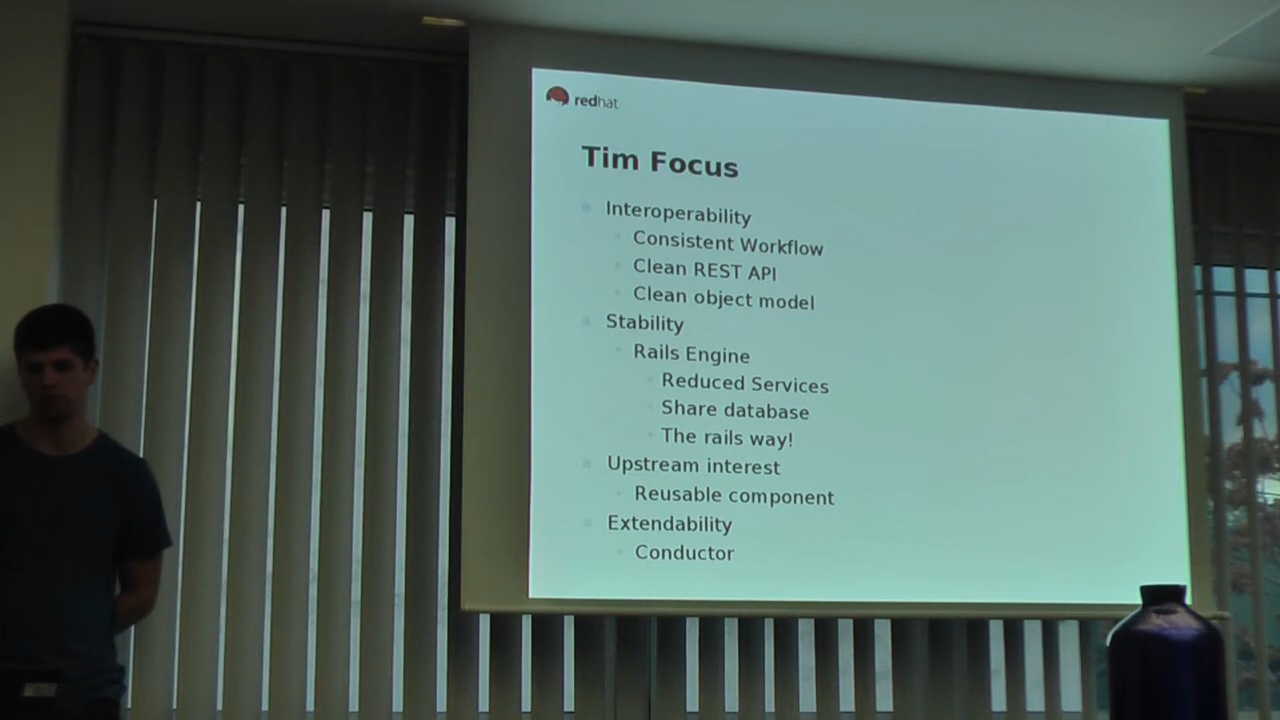 redhat
Tim Focus
Interoperability
Consistent Workflow
Clean REST API
Clean object model
Stability
Rails Engine
Reduced Services
Share database
The rails way!
Upstream interest
Reusable component
Extendability
Conductor